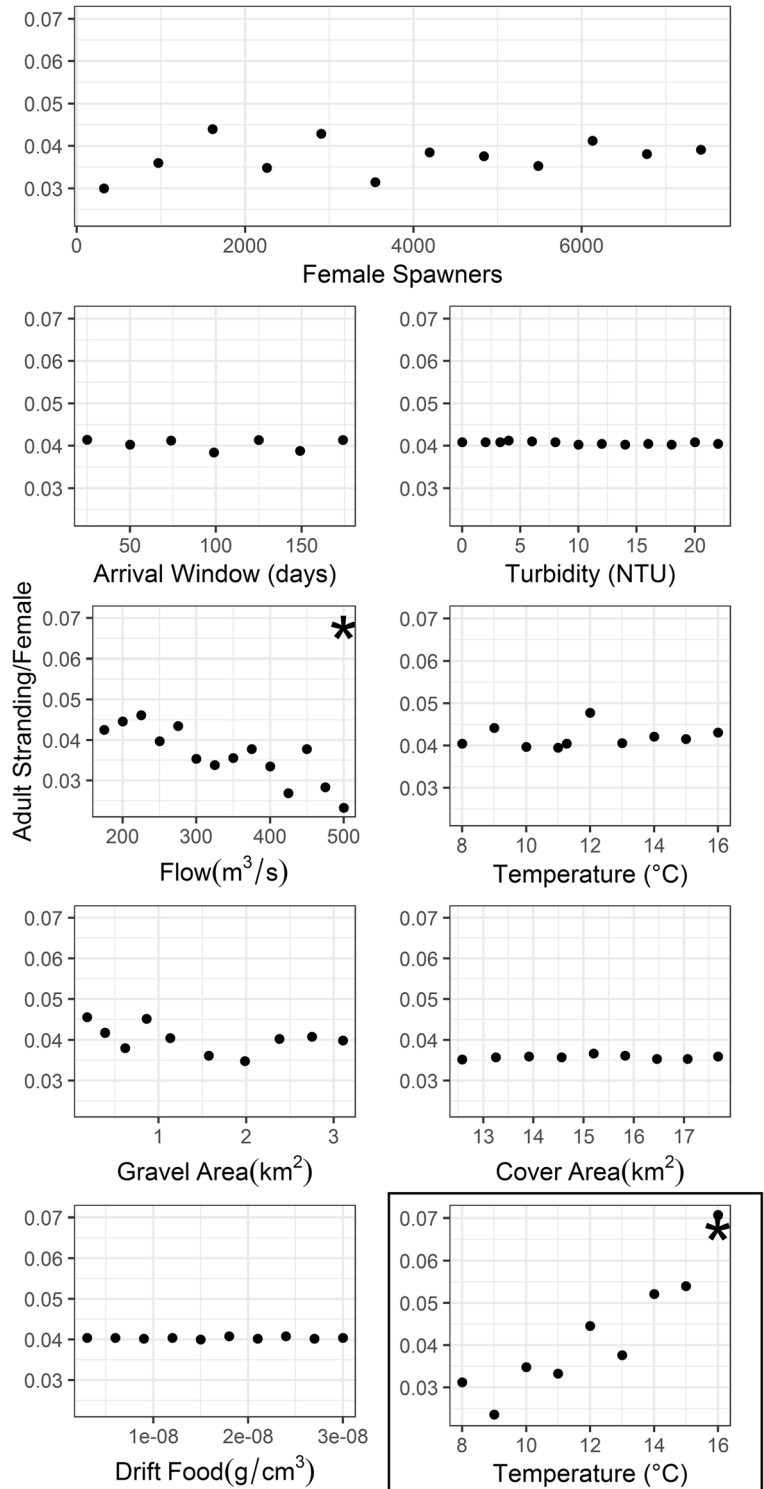 0.07
0.06
0.05
0.04
0.03
0 2000 4000 6000
Female Spawners
0.07
0.06
0.05
0.04
0.03
50 100 150
Arrival Window (days)
0.07
0.06
0.05
0.04
0.03
0 5 10 15 20
Turbidity (NTU)
Adult Stranding/Female
0.07
0.06
0.05
0.04
0.03
*
200 300 400 500
Flow(m³/s)
0.07
0.06
0.05
0.04
0.03
8 10 12 14 16
Temperature (°C)
0.07
0.06
0.05
0.04
0.03
1 2 3
Gravel Area(km²)
0.07
0.06
0.05
0.04
0.03
13 14 15 16 17
Cover Area(km²)
0.07
0.06
0.05
0.04
0.03
1e-08 2e-08 3e-08
Drift Food(g/cm³)
0.07
0.06
0.05
0.04
0.03
*
8 10 12 14 16
Temperature (°C)